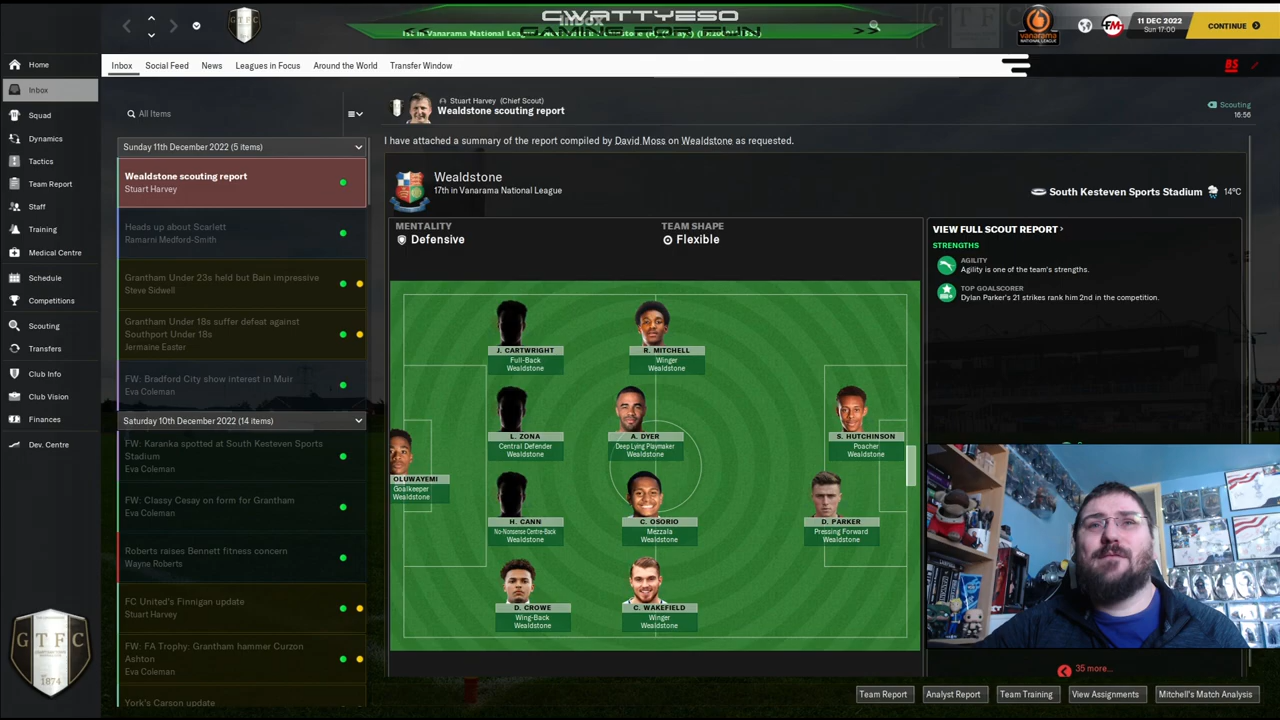 GTFC
GWATTYESO
11 DEC 2022
Sun 17:00
CONTINUE
Inbox
Social Feed
News
Leagues in Focus
Around the World
Transfer Window
Home
Inbox
Squad
Dynamics
Tactics
Team Report
Staff
Training
Medical Centre
Schedule
Competitions
Scouting
Transfers
Club Info
Club Vision
Finances
Dev. Centre
GTFC
1874
All Items
Sunday 11th December 2022 (5 items)
Wealdstone scouting report
Stuart Harvey
Heads up about Scarlett
Ramarni Medford-Smith
Grantham Under 23s held but Bain impressive
Steve Sidwell
Grantham Under 18s suffer defeat against
Southport Under 18s
Jermaine Easter
FW: Bradford City show interest in Muir
Eva Coleman
Saturday 10th December 2022 (14 items)
FW: Karanka spotted at South Kesteven Sports
Stadium
Eva Coleman
FW: Classy Cesay on form for Grantham
Eva Coleman
Roberts raises Bennett fitness concern
Wayne Roberts
FC United's Finnigan update
Stuart Harvey
FW: FA Trophy: Grantham hammer Curzon
Ashton
Eva Coleman
York's Carson update
Stuart Harvey (Chief Scout)
Wealdstone scouting report
Scouting
16:56
I have attached a summary of the report compiled by David Moss on Wealdstone as requested.
Wealdstone
17th in Vanarama National League
South Kesteven Sports Stadium
14°C
MENTALITY
Defensive
TEAM SHAPE
Flexible
J. CARTWRIGHT
Full-Back
Wealdstone
R. MITCHELL
Winger
Wealdstone
L. ZONA
Central Defender
Wealdstone
A. DYER
Deep Lying Playmaker
Wealdstone
S. HUTCHINSON
Poacher
Wealdstone
OLUWAYEMI
Goalkeeper
Wealdstone
H. CANN
No-Nonsense Centre-Back
Wealdstone
C. OSORIO
Mezzala
Wealdstone
D. PARKER
Pressing Forward
Wealdstone
D. CROWE
Wing-Back
Wealdstone
C. WAKEFIELD
Winger
Wealdstone
VIEW FULL SCOUT REPORT >
STRENGTHS
AGILITY
Agility is one of the team's strengths.
TOP GOALSCORER
Dylan Parker's 21 strikes rank him 2nd in the competition.
35 more...
Team Report
Analyst Report
Team Training
View Assignments
Mitchell's Match Analysis